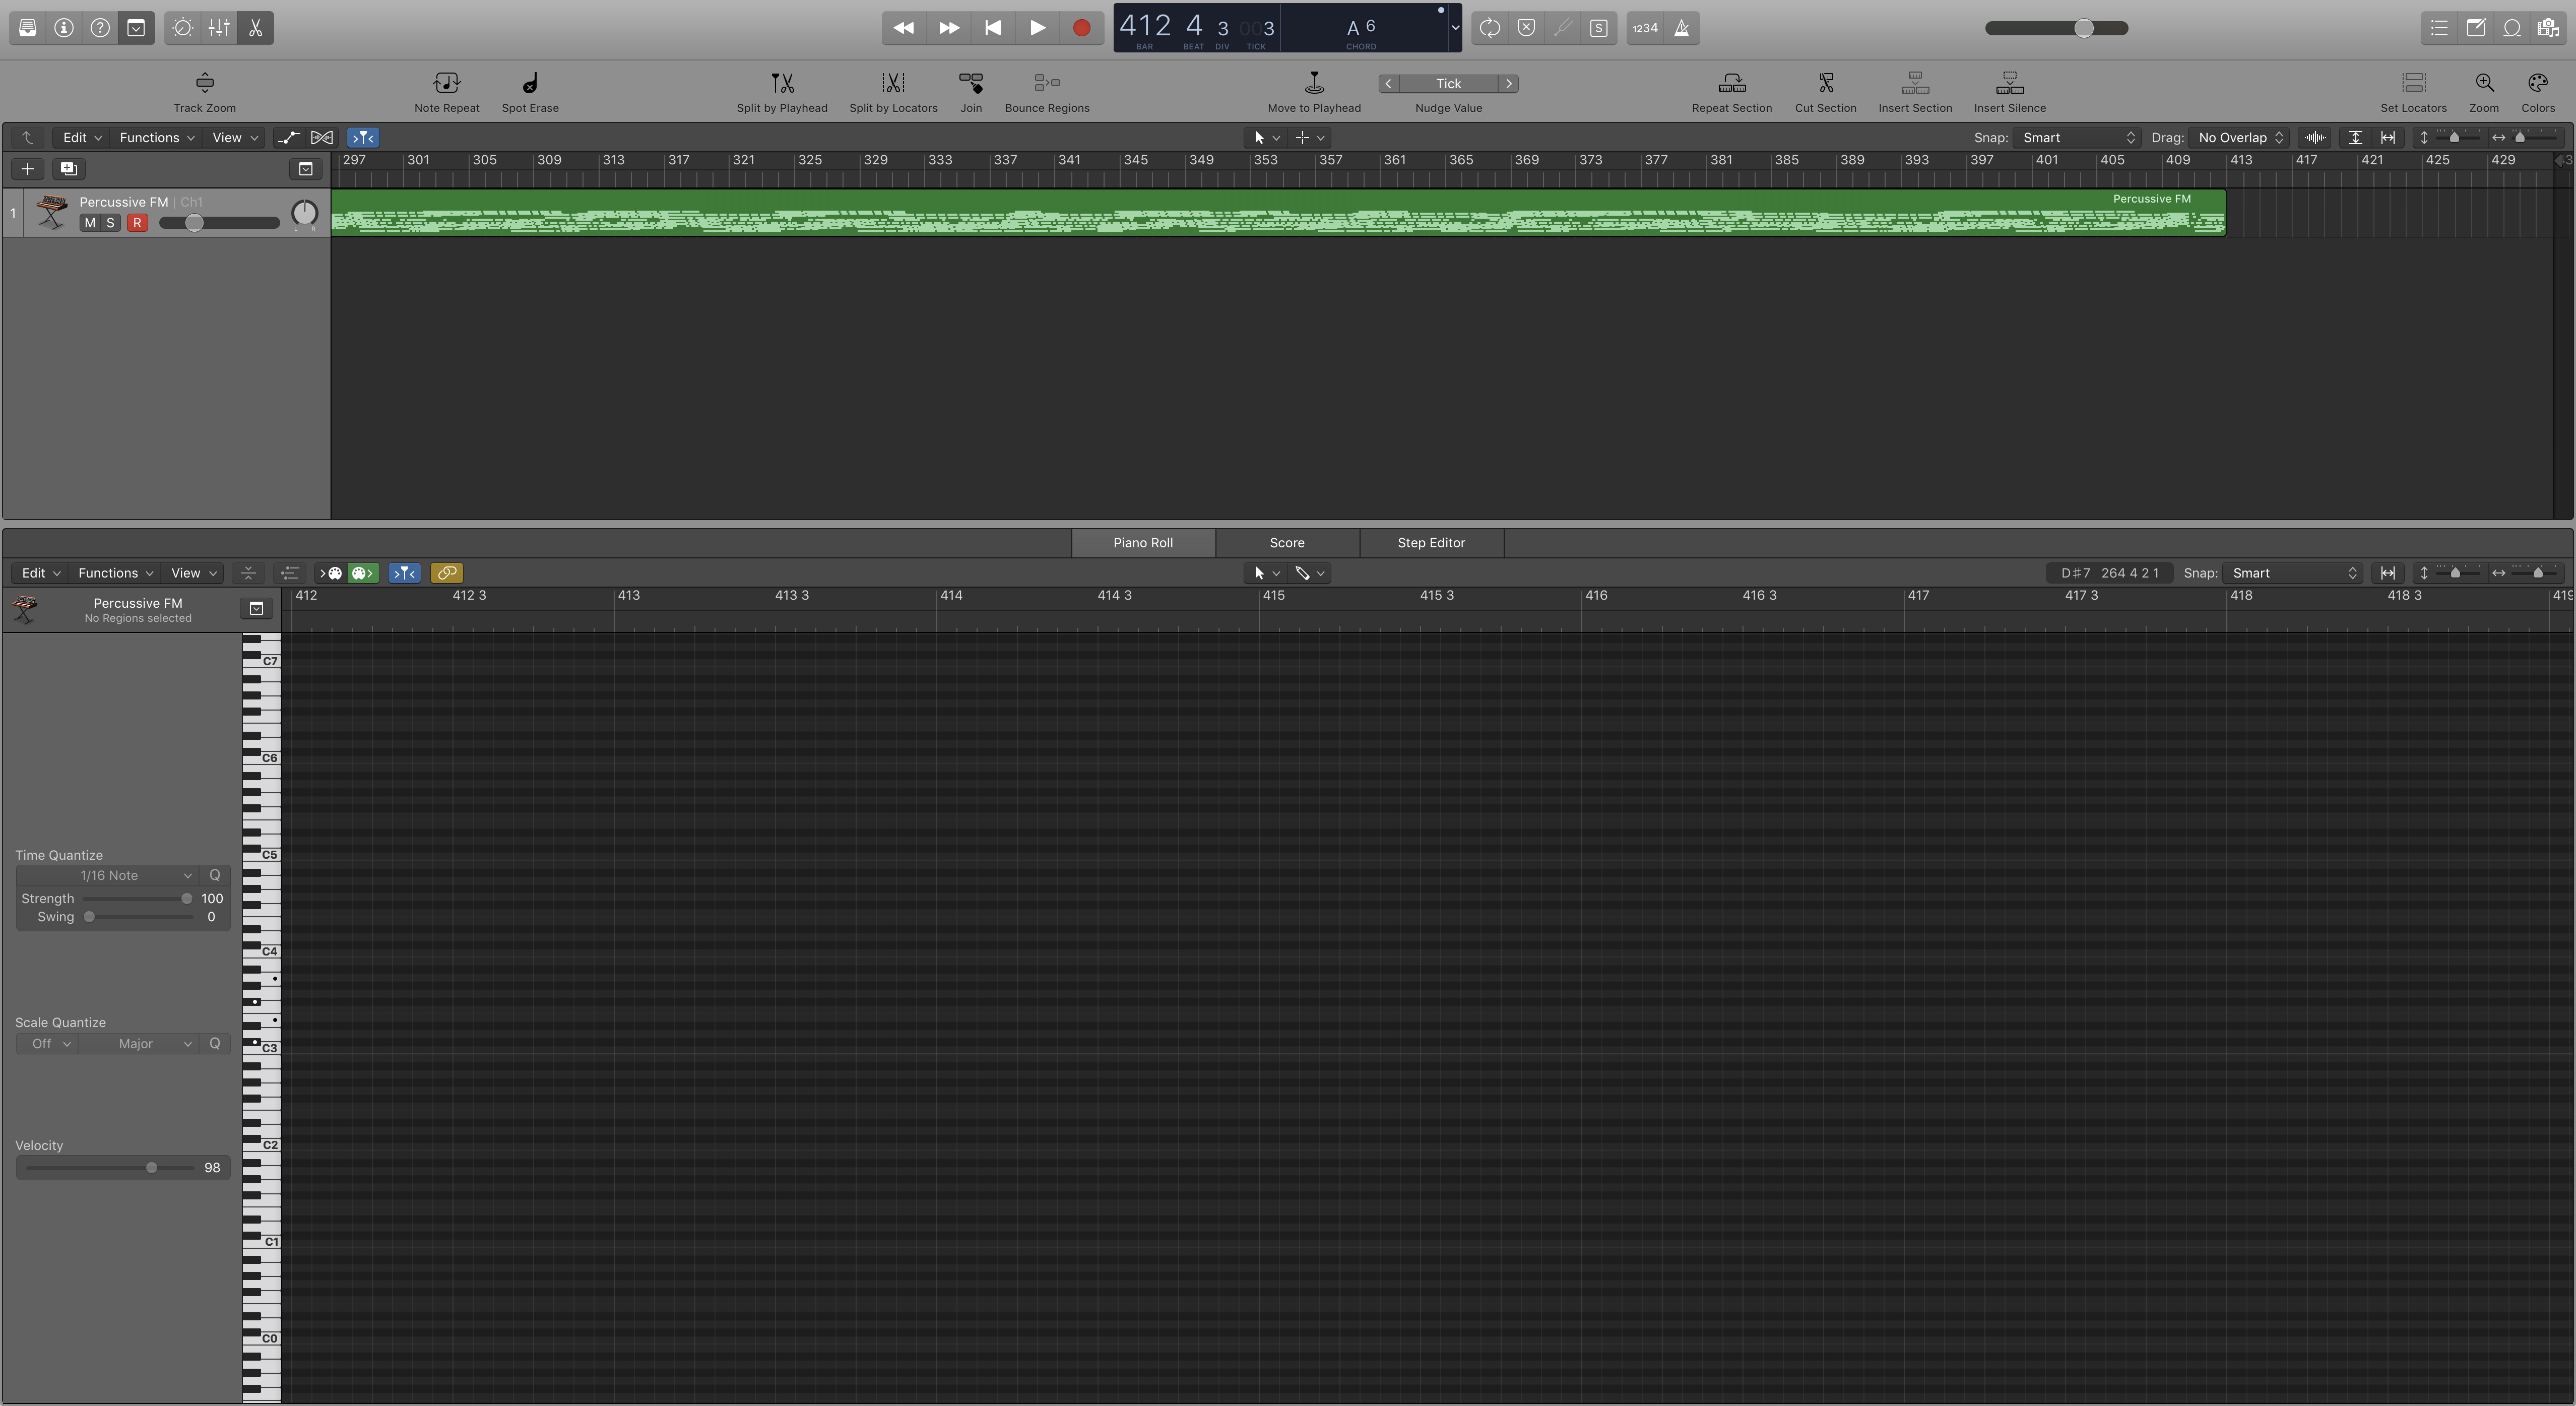 412 4 3 003 A 6
BAR BEAT DIV TICK CHORD
S 1234
Track Zoom Note Repeat Spot Erase Split by Playhead Split by Locators Join Bounce Regions Move to Playhead Tick Nudge Value Repeat Section Cut Section Insert Section Insert Silence Set Locators Zoom Colors
Edit Functions View Snap: Smart Drag: No Overlap
297 301 305 309 313 317 321 325 329 333 337 341 345 349 353 357 361 365 369 373 377 381 385 389 393 397 401 405 409 413 417 421 425 429
1 Percussive FM | Ch1 Percussive FM
M S R L R
Piano Roll Score Step Editor
Edit Functions View D#7 264 4 2 1 Snap: Smart
412 412 3 413 413 3 414 414 3 415 415 3 416 416 3 417 417 3 418 418 3 419
Percussive FM
No Regions selected
C7
C6
C5
Time Quantize
1/16 Note Q
Strength 100
Swing 0
C4
Scale Quantize
Off Major Q
C3
C2
Velocity
98
C1
C0